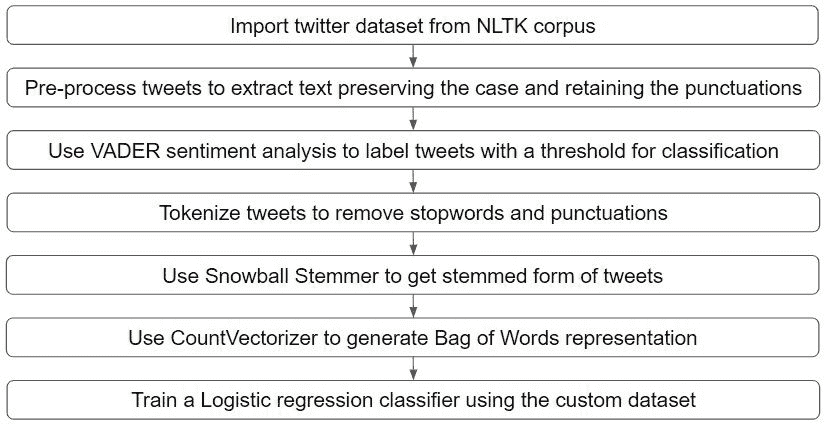 Import twitter dataset from NLTK corpus
Pre-process tweets to extract text preserving the case and retaining the punctuations
Use VADER sentiment analysis to label tweets with a threshold for classification
Tokenize tweets to remove stopwords and punctuations
Use Snowball Stemmer to get stemmed form of tweets
Use CountVectorizer to generate Bag of Words representation
Train a Logistic regression classifier using the custom dataset